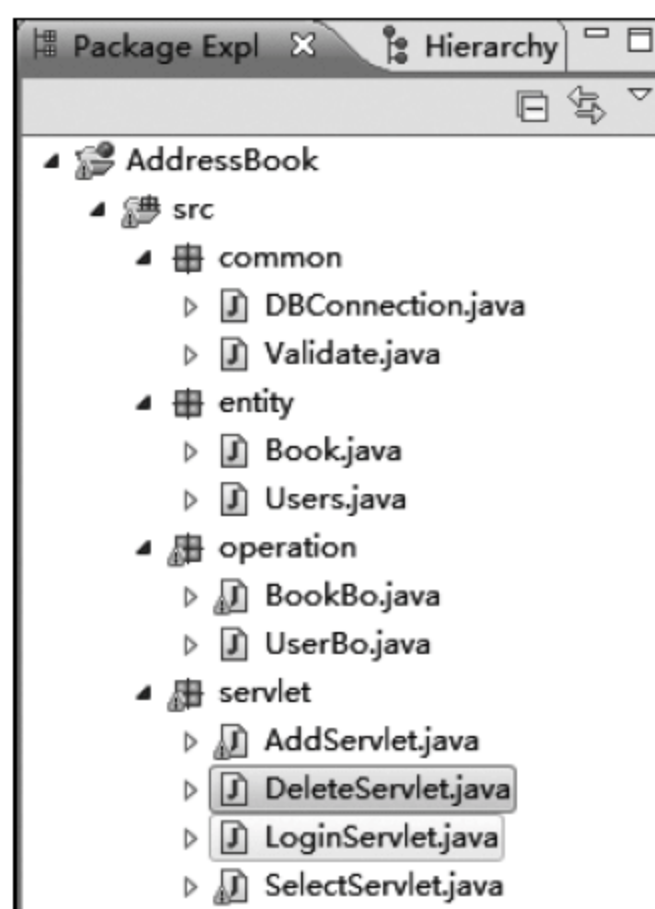 Package Expl Hierarchy
AddressBook
src
common
DBConnection.java
Validate.java
entity
Book.java
Users.java
operation
BookBo.java
UserBo.java
servlet
AddServlet.java
DeleteServlet.java
LoginServlet.java
SelectServlet.java